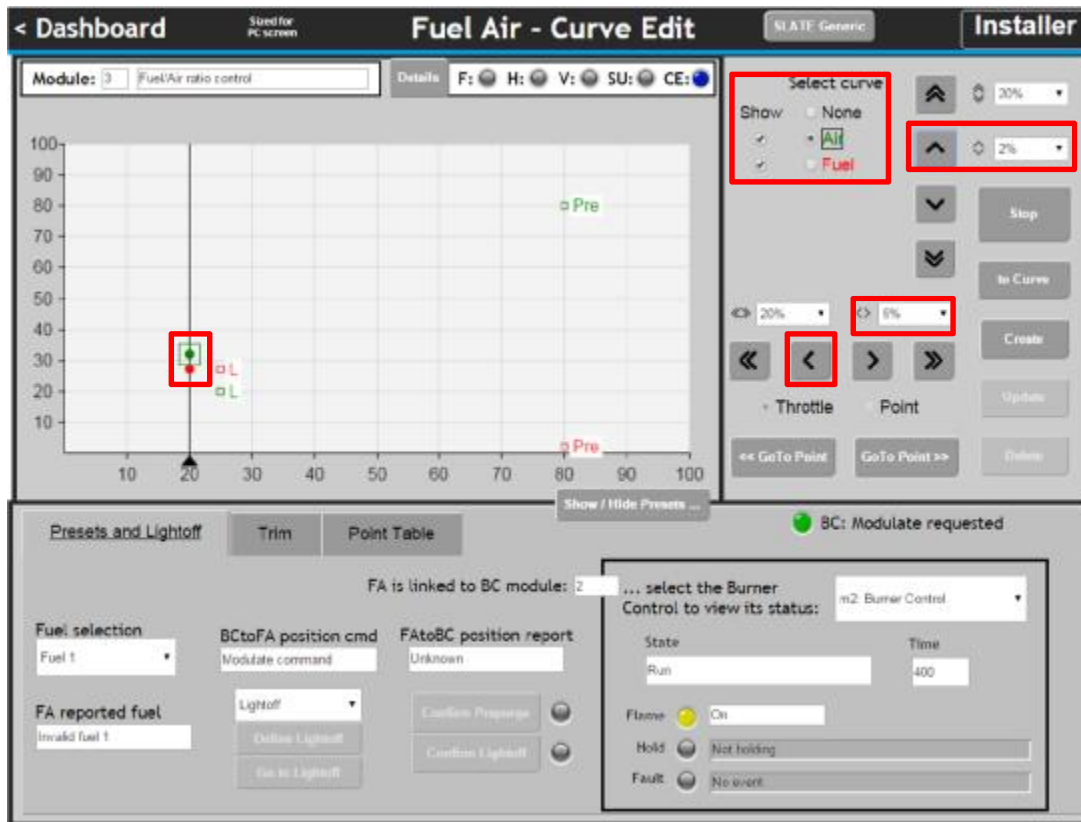 < Dashboard
Sized for
PC screen
Fuel Air - Curve Edit
SLATE Generic
Installer
Module: 3 Fuel/Air ratio control
Details
F: H: V: SU: CE:
Select curve
Show None
Air
Fuel
20%
2%
Stop
to Curve
Create
Update
Delete
20%
5%
Throttle Point
<< GoTo Point
GoTo Point >>
100
90
80
70
60
50
40
30
20
10
Pre
L
L
Pre
10 20 30 40 50 60 70 80 90 100
Show / Hide Presets ...
Presets and Lightoff
Trim
Point Table
BC: Modulate requested
FA is linked to BC module: 2
... select the Burner
Control to view its status:
m2: Burner Control
Fuel selection
Fuel 1
BCtoFA position cmd
Modulate command
FAtoBC position report
Unknown
State
Run
Time
400
FA reported fuel
Invalid fuel 1
Lightoff
Define Lightoff
Go to Lightoff
Confirm Prepurge
Confirm Lightoff
Flame On
Hold Not holding
Fault No event